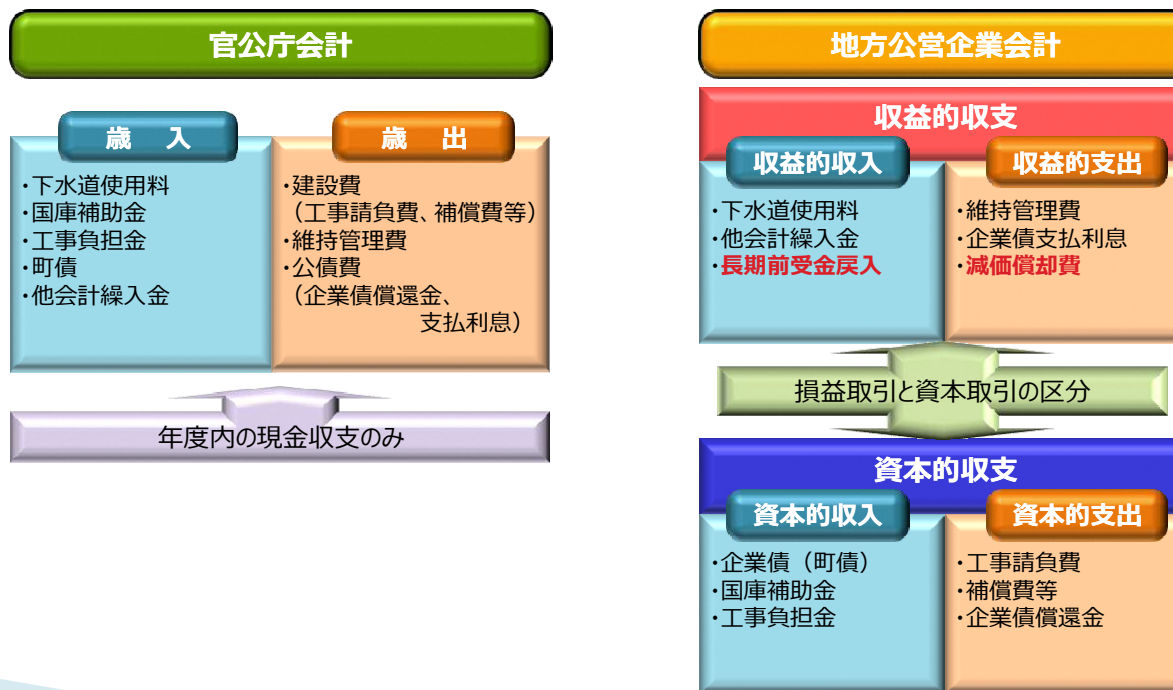 官公庁会計
歳 入
・下水道使用料
・国庫補助金
・工事負担金
・町債
・他会計繰入金
歳 出
・建設費
（工事請負費、補償費等）
・維持管理費
・公債費
（企業債償還金、
支払利息）
年度内の現金収支のみ
地方公営企業会計
収益的収支
収益的収入
・下水道使用料
・他会計繰入金
・長期前受金戻入
収益的支出
・維持管理費
・企業債支払利息
・減価償却費
損益取引と資本取引の区分
資本的収支
資本的収入
・企業債（町債）
・国庫補助金
・工事負担金
資本的支出
・工事請負費
・補償費等
・企業債償還金